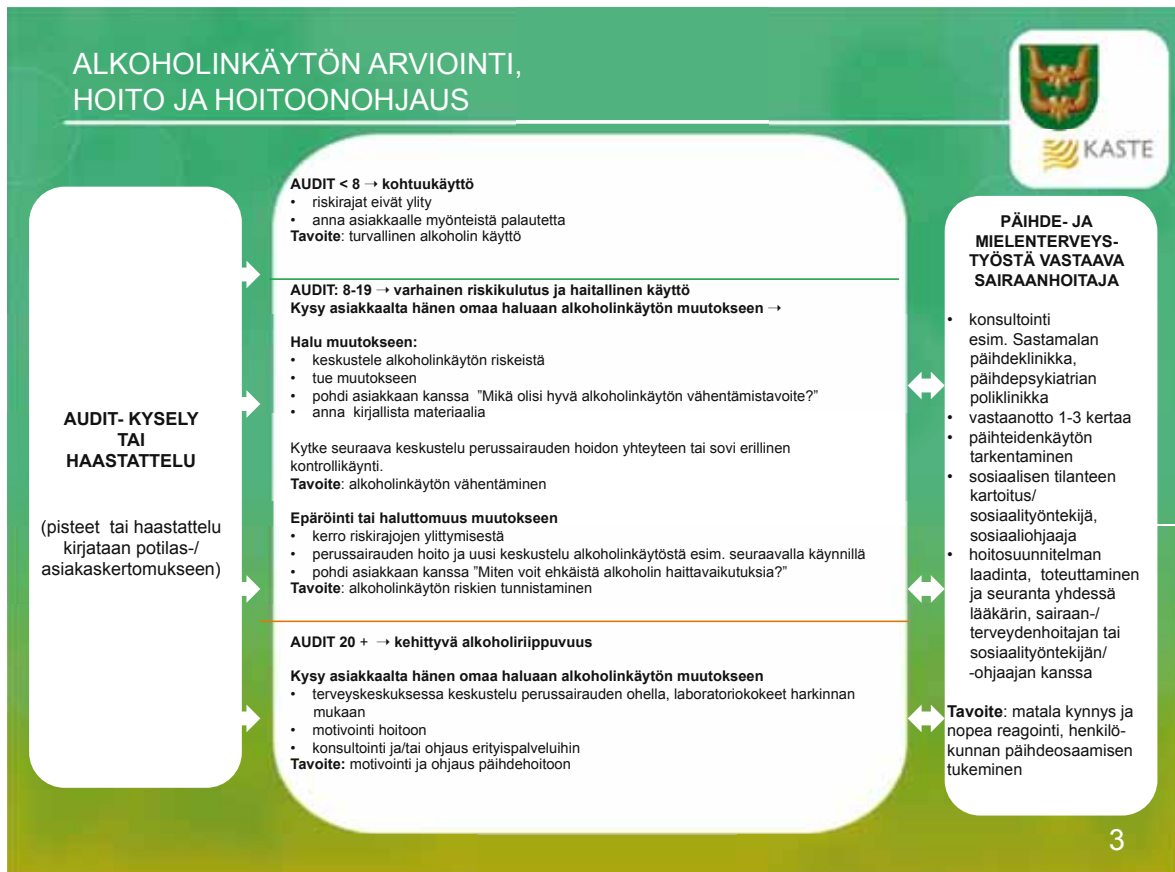 ALKOHOLINKÄYTÖN ARVIOINTI,
HOITO JA HOITOONOHJAUS
KASTE
AUDIT- KYSELY
TAI
HAASTATTELU
(pisteet tai haastattelu
kirjataan potilas-/
asiakaskertomukseen)
AUDIT < 8 → kohtuukäyttö
• riskirajat eivät ylity
• anna asiakkaalle myönteistä palautetta
Tavoite: turvallinen alkoholin käyttö
AUDIT: 8-19 → varhainen riskikulutus ja haitallinen käyttö
Kysy asiakkaalta hänen omaa haluaan alkoholinkäytön muutokseen →
Halu muutokseen:
• keskustele alkoholinkäytön riskeistä
• tue muutokseen
• pohdi asiakkaan kanssa "Mikä olisi hyvä alkoholinkäytön vähentämistavoite?"
• anna kirjallista materiaalia
Kytke seuraava keskustelu perussairauden hoidon yhteyteen tai sovi erillinen
kontrollikäynti.
Tavoite: alkoholinkäytön vähentäminen
Epäröinti tai haluttomuus muutokseen
• kerro riskirajojen ylittymisestä
• perussairauden hoito ja uusi keskustelu alkoholinkäytöstä esim. seuraavalla käynnillä
• pohdi asiakkaan kanssa "Miten voit ehkäistä alkoholin haittavaikutuksia?"
Tavoite: alkoholinkäytön riskien tunnistaminen
AUDIT 20 + → kehittyvä alkoholiriippuvuus
Kysy asiakkaalta hänen omaa haluaan alkoholinkäytön muutokseen
• terveyskeskuksessa keskustelu perussairauden ohella, laboratoriokokeet harkinnan
mukaan
• motivointi hoitoon
• konsultointi ja/tai ohjaus erityispalveluihin
Tavoite: motivointi ja ohjaus päihdehoitoon
PÄIHDE- JA
MIELENTERVEYS-
TYÖSTÄ VASTAAVA
SAIRAANHOITAJA
• konsultointi
esim. Sastamalan
päihdeklinikka,
päihdepsykiatrian
poliklinikka
• vastaanotto 1-3 kertaa
• päihteidenkäytön
tarkentaminen
• sosiaalisen tilanteen
kartoitus/
sosiaalityöntekijä,
sosiaaliohjaaja
• hoitosuunnitelman
laadinta, toteuttaminen
ja seuranta yhdessä
lääkärin, sairaan-/
terveydenhoitajan tai
sosiaalityöntekijän/
-ohjaajan kanssa
Tavoite: matala kynnys ja
nopea reagointi, henkilö-
kunnan päihdeosaamisen
tukeminen
3